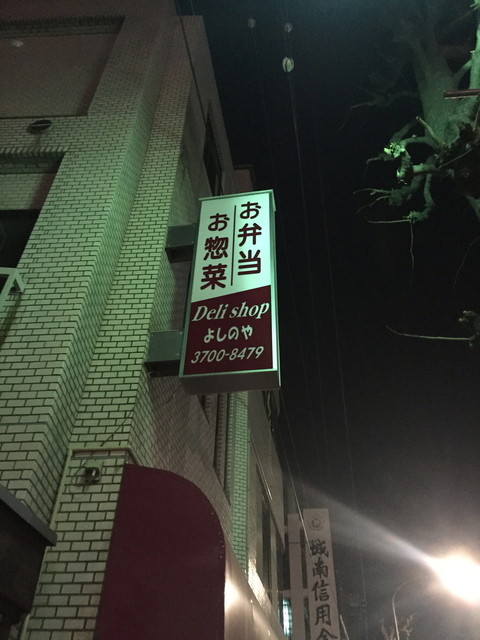 お弁当
お惣菜
Deli shop
よしのや
3700-8479
城南信用金